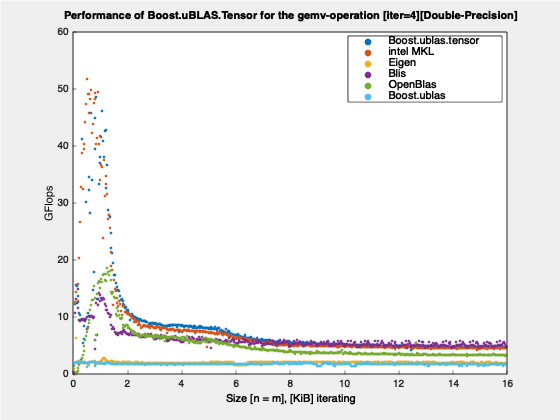 Performance of Boost.uBLAS.Tensor for the gemv-operation [iter=4][Double-Precision]
60
50
40
30
20
10
0
GFlops
Boost.ublas.tensor
intel MKL
Eigen
Blis
OpenBlas
Boost.ublas
0 2 4 6 8 10 12 14 16
Size [n = m], [KiB] iterating